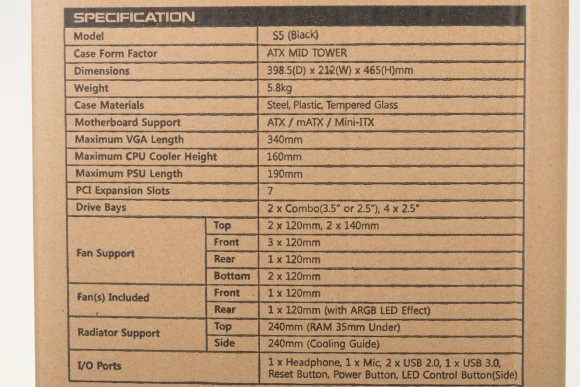 SPECIFICATION
Model S5 (Black)
Case Form Factor ATX MID TOWER
Dimensions 398.5(D) x 212(W) x 465(H)mm
Weight 5.8kg
Case Materials Steel, Plastic, Tempered Glass
Motherboard Support ATX / mATX / Mini-ITX
Maximum VGA Length 340mm
Maximum CPU Cooler Height 160mm
Maximum PSU Length 190mm
PCI Expansion Slots 7
Drive Bays 2 x Combo(3.5" or 2.5"), 4 x 2.5"
Fan Support Top 2 x 120mm, 2 x 140mm
Front 3 x 120mm
Rear 1 x 120mm
Bottom 2 x 120mm
Fan(s) Included Front 1 x 120mm
Rear 1 x 120mm (with ARGB LED Effect)
Radiator Support Top 240mm (RAM 35mm Under)
Side 240mm (Cooling Guide)
I/O Ports 1 x Headphone, 1 x Mic, 2 x USB 2.0, 1 x USB 3.0,
Reset Button, Power Button, LED Control Button(Side)